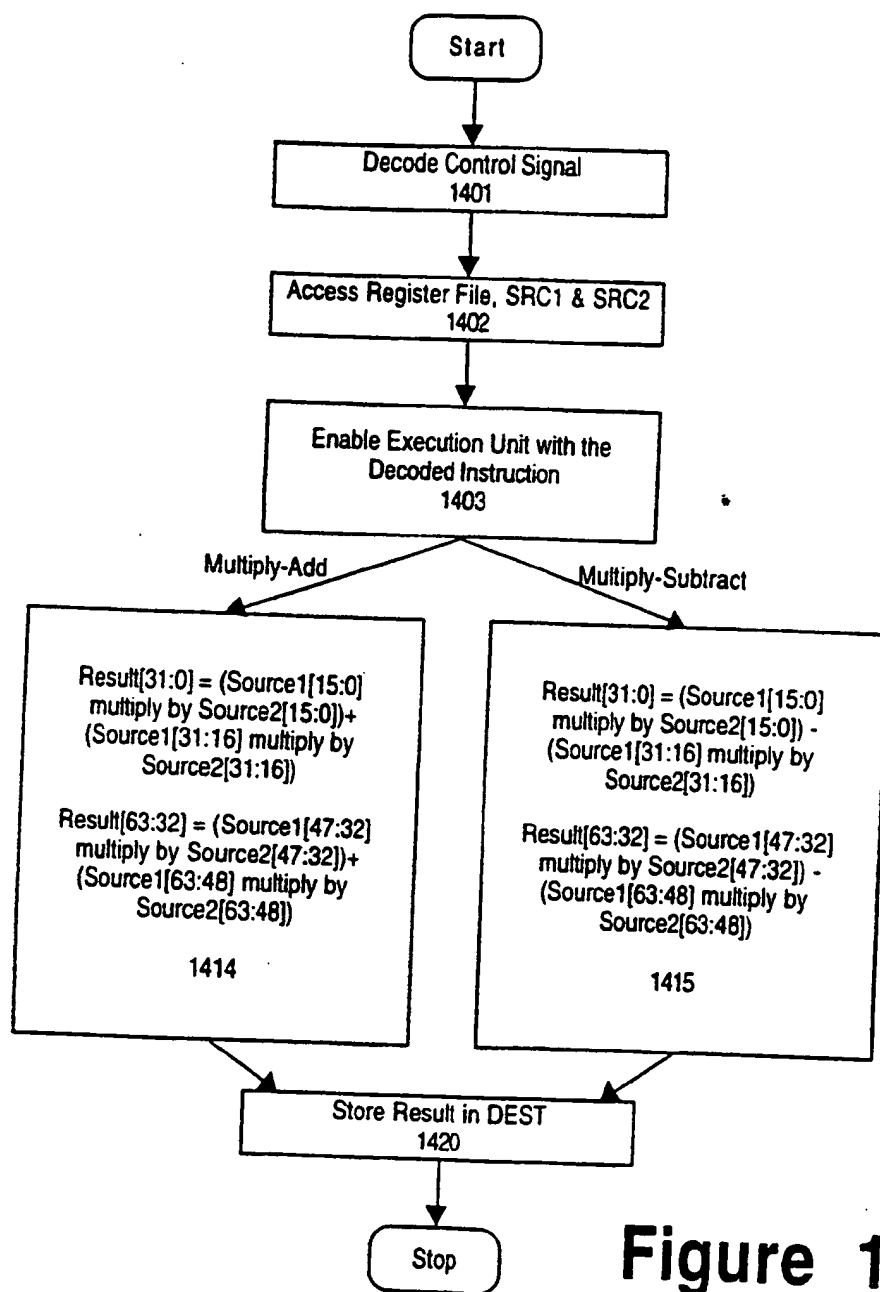 Start
Decode Control Signal
1401
Access Register File, SRC1 & SRC2
1402
Enable Execution Unit with the
Decoded Instruction
1403
Multiply-Add
Multiply-Subtract
Result[31:0] = (Source1[15:0]
multiply by Source2[15:0])+
(Source1[31:16] multiply by
Source2[31:16])
Result[63:32] = (Source1[47:32]
multiply by Source2[47:32])+
(Source1[63:48] multiply by
Source2[63:48])
1414
Result[31:0] = (Source1[15:0]
multiply by Source2[15:0]) -
(Source1[31:16] multiply by
Source2[31:16])
Result[63:32] = (Source1[47:32]
multiply by Source2[47:32]) -
(Source1[63:48] multiply by
Source2[63:48])
1415
Store Result in DEST
1420
Stop
Figure 1